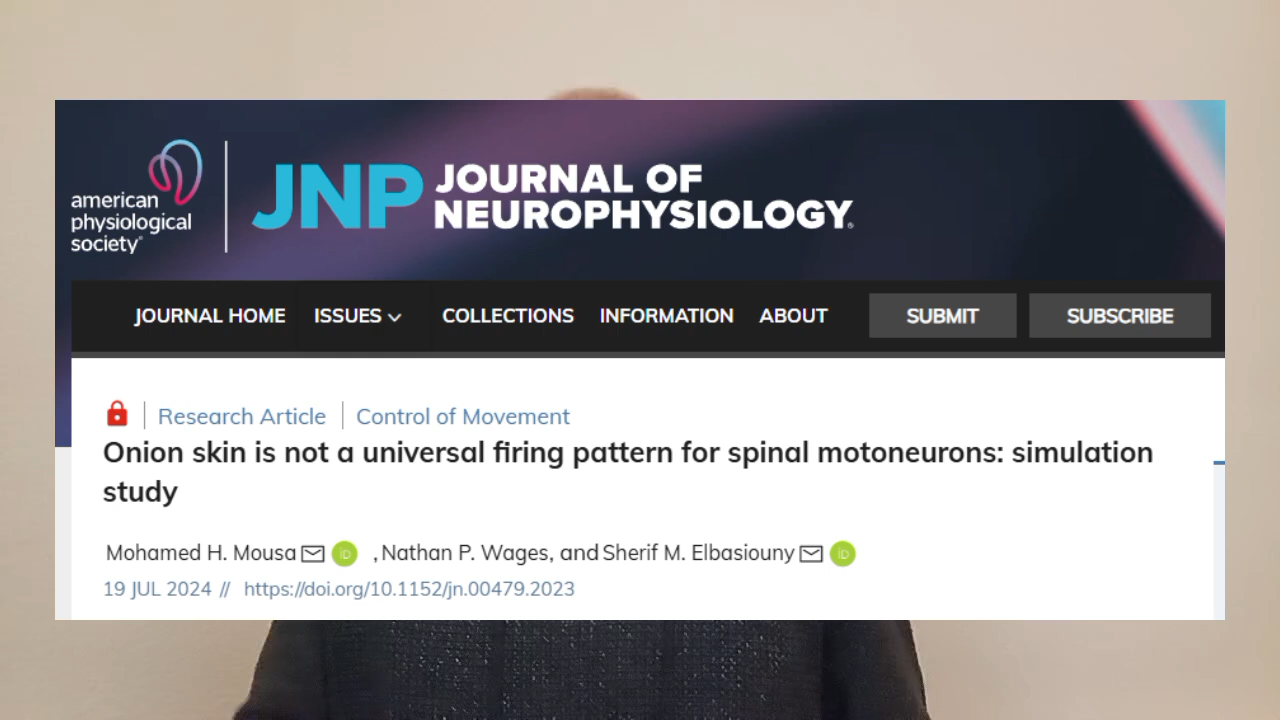 american
physiological
society®
JNP JOURNAL OF
NEUROPHYSIOLOGY®
JOURNAL HOME ISSUES COLLECTIONS INFORMATION ABOUT SUBMIT SUBSCRIBE
Research Article Control of Movement
Onion skin is not a universal firing pattern for spinal motoneurons: simulation
study
Mohamed H. Mousa iD , Nathan P. Wages, and Sherif M. Elbasiouny iD
19 JUL 2024 // https://doi.org/10.1152/jn.00479.2023